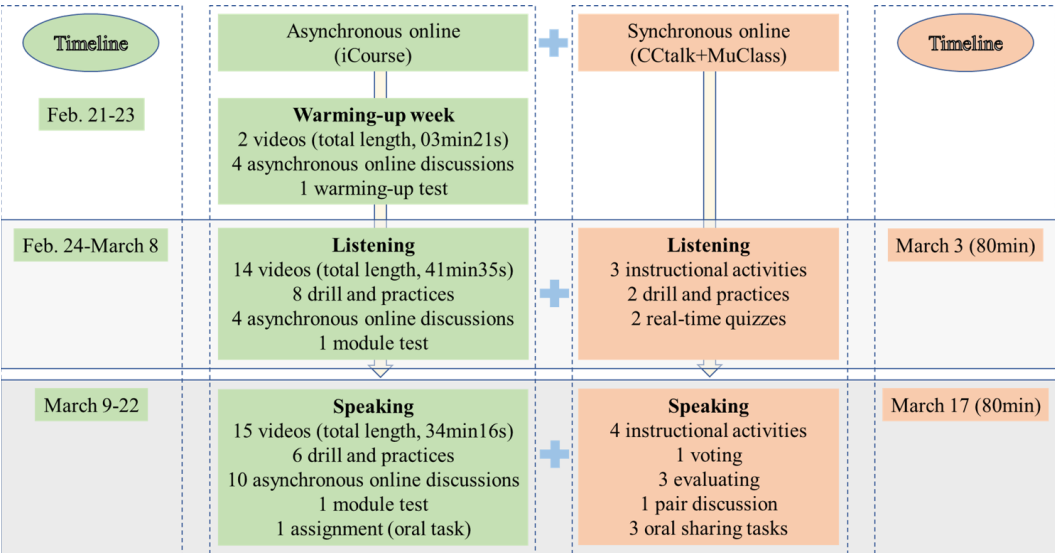 Timeline
Asynchronous online
(iCourse)
Synchronous online
(CCtalk+MuClass)
Timeline
Feb. 21-23
Warming-up week
2 videos (total length, 03min21s)
4 asynchronous online discussions
1 warming-up test
Feb. 24-March 8
Listening
14 videos (total length, 41min35s)
8 drill and practices
4 asynchronous online discussions
1 module test
Listening
3 instructional activities
2 drill and practices
2 real-time quizzes
March 3 (80min)
March 9-22
Speaking
15 videos (total length, 34min16s)
6 drill and practices
10 asynchronous online discussions
1 module test
1 assignment (oral task)
Speaking
4 instructional activities
1 voting
3 evaluating
1 pair discussion
3 oral sharing tasks
March 17 (80min)